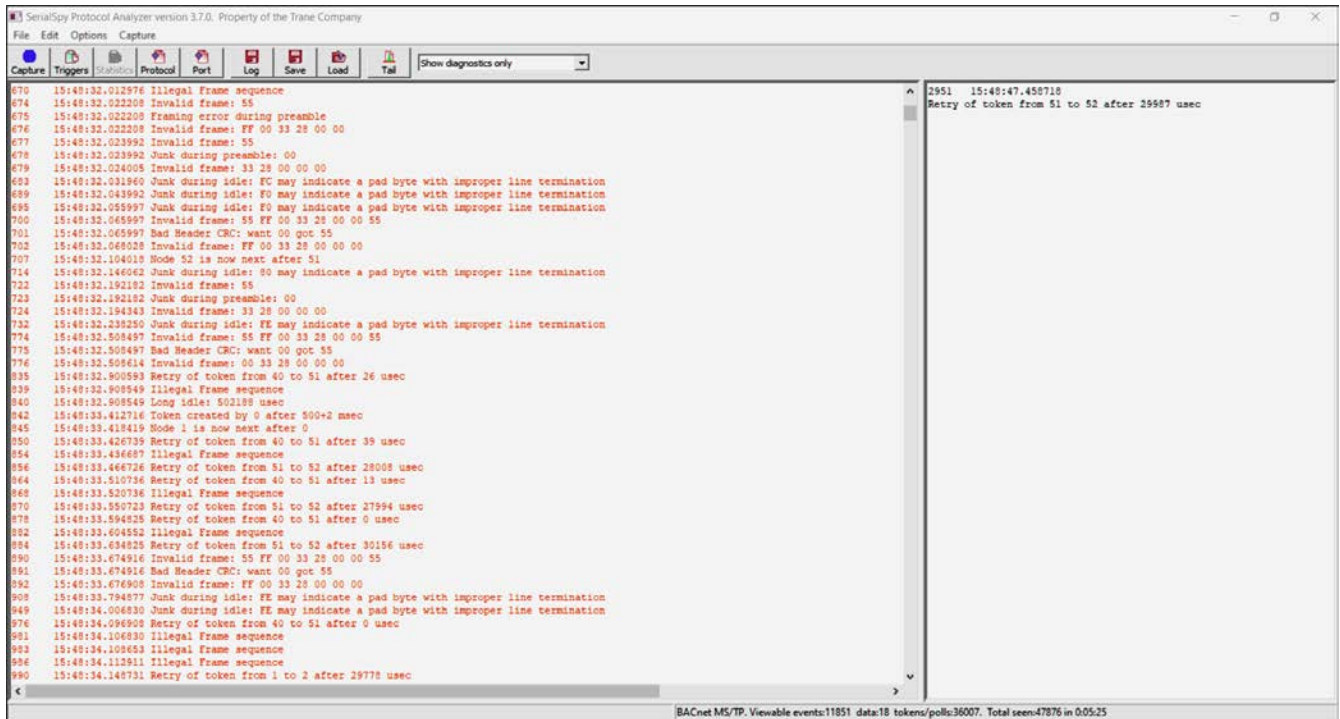 SerialSpy Protocol Analyzer version 3.7.0. Property of the Trane Company
File Edit Options Capture
Capture Triggers Statistics Protocol Port Log Save Load Tail Show diagnostics only
670 15:48:32.012976 Illegal Frame sequence
674 15:48:32.022208 Invalid frame: 55
675 15:48:32.022208 Framing error during preamble
676 15:48:32.022208 Invalid frame: FF 00 33 28 00 00
677 15:48:32.023992 Invalid frame: 55
678 15:48:32.023992 Junk during preamble: 00
679 15:48:32.024005 Invalid frame: 33 28 00 00 00
683 15:48:32.031960 Junk during idle: FC may indicate a pad byte with improper line termination
689 15:48:32.043992 Junk during idle: F0 may indicate a pad byte with improper line termination
695 15:48:32.055997 Junk during idle: F0 may indicate a pad byte with improper line termination
700 15:48:32.065997 Invalid frame: 55 FF 00 33 28 00 00 55
701 15:48:32.065997 Bad Header CRC: want 00 got 55
702 15:48:32.068028 Invalid frame: FF 00 33 28 00 00 00
707 15:48:32.104018 Node 52 is now next after 51
714 15:48:32.146062 Junk during idle: 80 may indicate a pad byte with improper line termination
722 15:48:32.192182 Invalid frame: 55
723 15:48:32.192182 Junk during preamble: 00
724 15:48:32.194343 Invalid frame: 33 28 00 00 00
732 15:48:32.238250 Junk during idle: FE may indicate a pad byte with improper line termination
774 15:48:32.508497 Invalid frame: 55 FF 00 33 28 00 00 55
775 15:48:32.508497 Bad Header CRC: want 00 got 55
776 15:48:32.508614 Invalid frame: 00 33 28 00 00 00
835 15:48:32.900593 Retry of token from 40 to 51 after 26 usec
839 15:48:32.908549 Illegal Frame sequence
840 15:48:32.908549 Long idle: 502188 usec
842 15:48:33.412716 Token created by 0 after 500+2 msec
845 15:48:33.418419 Node 1 is now next after 0
850 15:48:33.426739 Retry of token from 40 to 51 after 39 usec
854 15:48:33.436687 Illegal Frame sequence
856 15:48:33.466726 Retry of token from 51 to 52 after 28008 usec
864 15:48:33.510736 Retry of token from 40 to 51 after 13 usec
868 15:48:33.520736 Illegal Frame sequence
870 15:48:33.550723 Retry of token from 51 to 52 after 27994 usec
878 15:48:33.594825 Retry of token from 40 to 51 after 0 usec
882 15:48:33.604552 Illegal Frame sequence
884 15:48:33.634825 Retry of token from 51 to 52 after 30156 usec
890 15:48:33.674916 Invalid frame: 55 FF 00 33 28 00 00 55
891 15:48:33.674916 Bad Header CRC: want 00 got 55
892 15:48:33.676908 Invalid frame: FF 00 33 28 00 00 00
908 15:48:33.794877 Junk during idle: FE may indicate a pad byte with improper line termination
949 15:48:34.006830 Junk during idle: FE may indicate a pad byte with improper line termination
976 15:48:34.096908 Retry of token from 40 to 51 after 0 usec
981 15:48:34.106830 Illegal Frame sequence
983 15:48:34.108653 Illegal Frame sequence
986 15:48:34.112911 Illegal Frame sequence
990 15:48:34.148731 Retry of token from 1 to 2 after 29778 usec
2951 15:48:47.458718
Retry of token from 51 to 52 after 29987 usec
BACnet MS/TP. Viewable events:11851 data:18 tokens/polls:36007. Total seen:47876 in 0:05:25